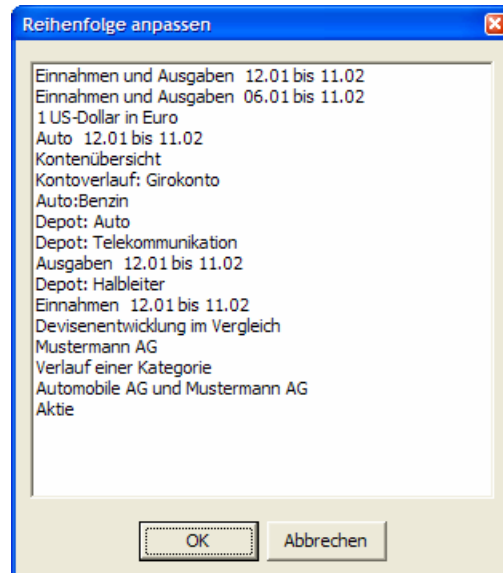 Reihenfolge anpassen
Einnahmen und Ausgaben 12.01 bis 11.02
Einnahmen und Ausgaben 06.01 bis 11.02
1 US-Dollar in Euro
Auto 12.01 bis 11.02
Kontenübersicht
Kontoverlauf: Girokonto
Auto:Benzin
Depot: Auto
Depot: Telekommunikation
Ausgaben 12.01 bis 11.02
Depot: Halbleiter
Einnahmen 12.01 bis 11.02
Devisenentwicklung im Vergleich
Mustermann AG
Verlauf einer Kategorie
Automobile AG und Mustermann AG
Aktie
OK Abbrechen